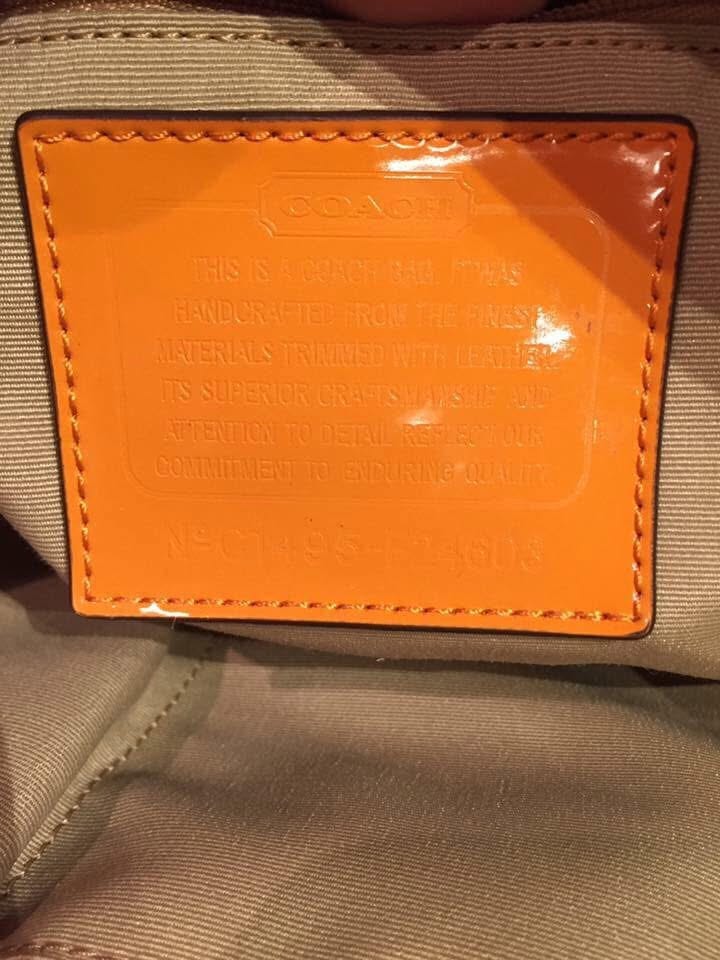 COACH
THIS IS A COACH BAG. IT WAS
HANDCRAFTED FROM THE FINEST
MATERIALS TRIMMED WITH LEATHER.
ITS SUPERIOR CRAFTSMANSHIP AND
ATTENTION TO DETAIL REFLECT OUR
COMMITMENT TO ENDURING QUALITY.